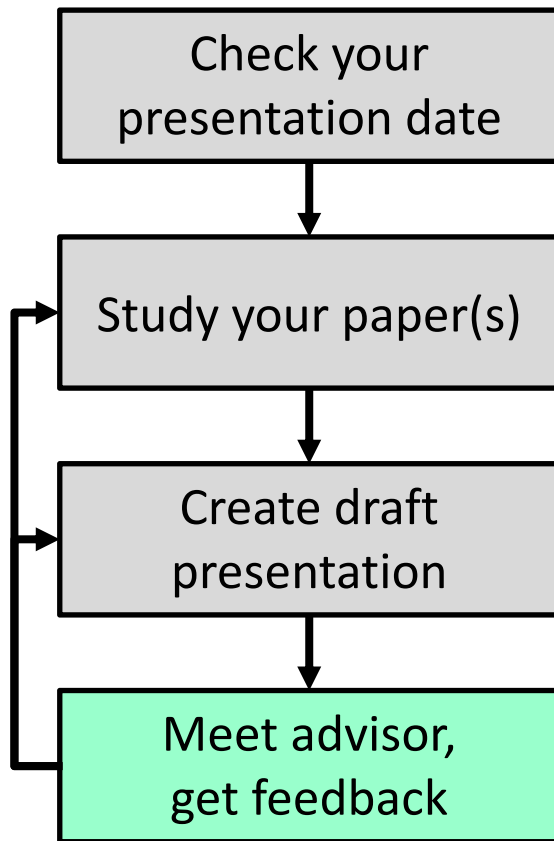 Check your
presentation date
Study your paper(s)
Create draft
presentation
Meet advisor,
get feedback